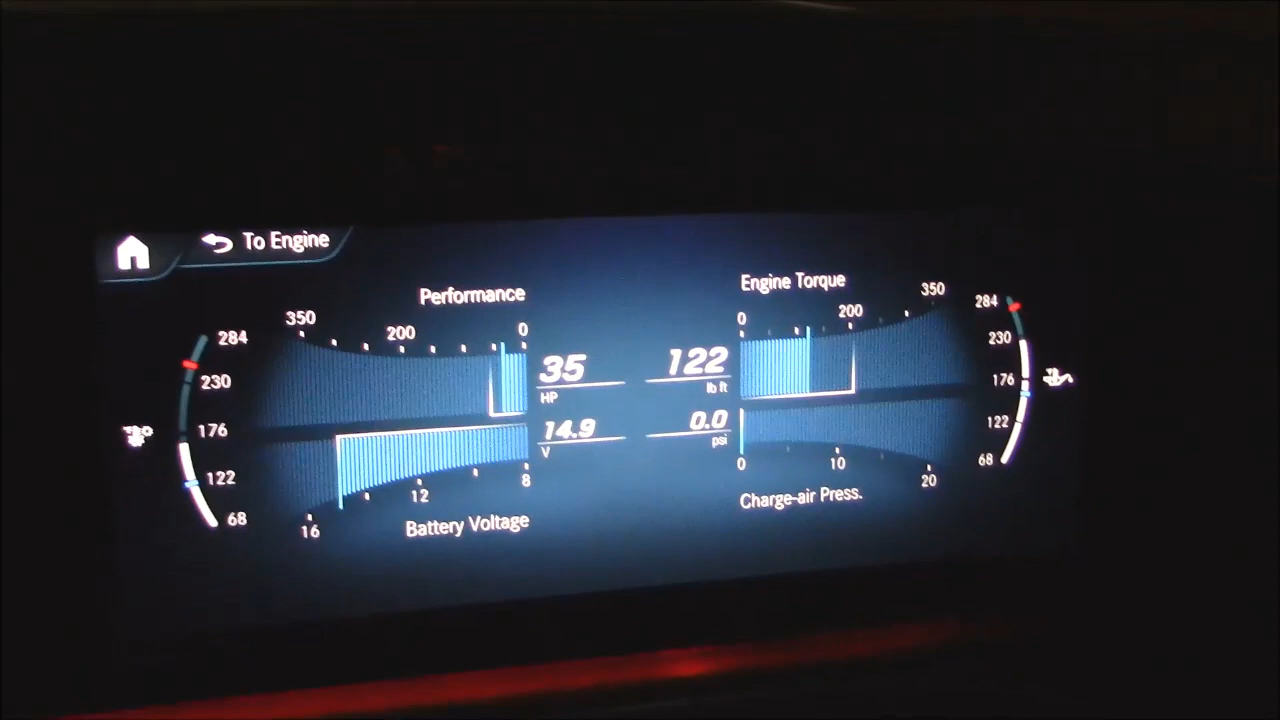 To Engine
Performance
350 200 0
35
HP
14.9
V
12 8
16
Battery Voltage
284
230
176
122
68
Engine Torque
0 200 350
122
lb ft
0.0
psi
0 10 20
Charge-air Press.
284
230
176
122
68